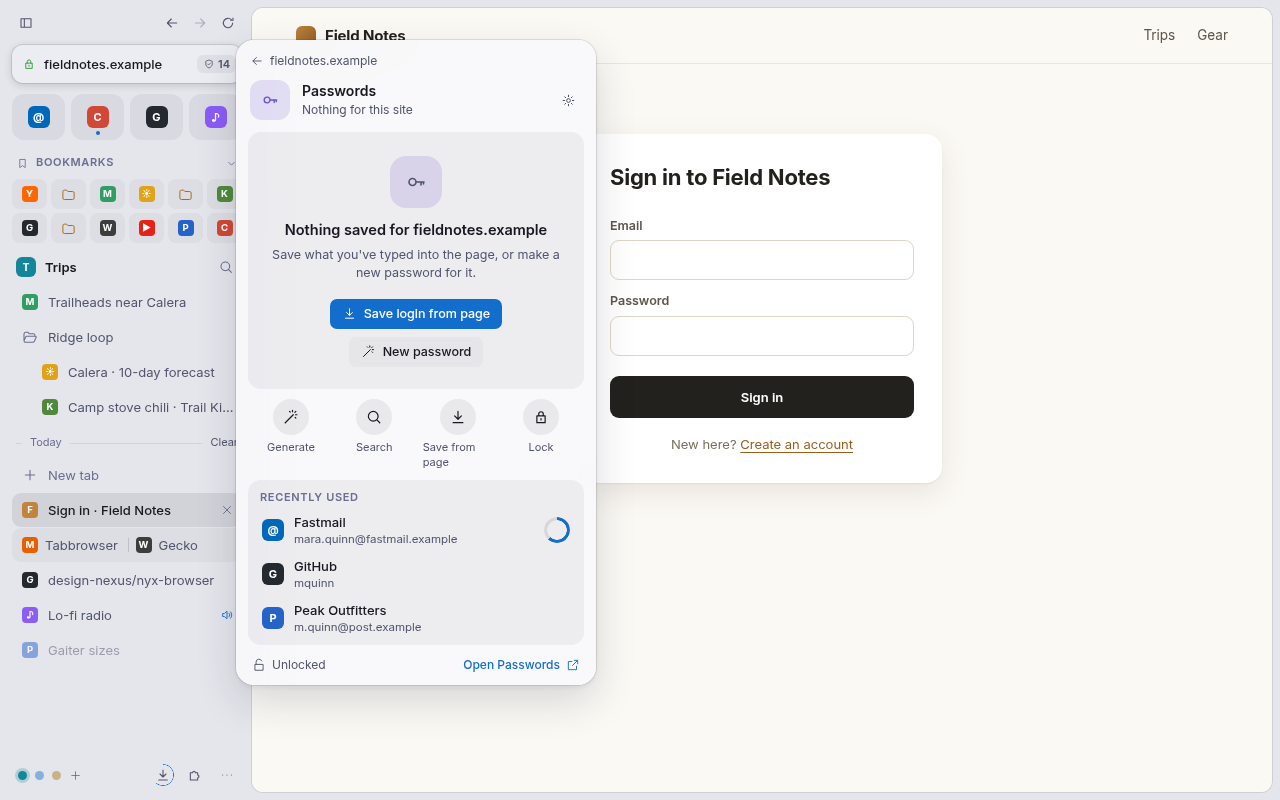 fieldnotes.example
14
@
C
G
BOOKMARKS
Y
M
K
G
W
P
C
T Trips
M Trailheads near Calera
Ridge loop
Calera · 10-day forecast
K Camp stove chili · Trail Ki...
Today
Clear
New tab
F Sign in · Field Notes
M Tabbrowser
W Gecko
G design-nexus/nyx-browser
Lo-fi radio
Gaiter sizes
fieldnotes.example
Passwords
Nothing for this site
Nothing saved for fieldnotes.example
Save what you've typed into the page, or make a
new password for it.
Save login from page
New password
Generate
Search
Save from
page
Lock
RECENTLY USED
@ Fastmail
mara.quinn@fastmail.example
G GitHub
mquinn
P Peak Outfitters
m.quinn@post.example
Unlocked
Open Passwords
Field Notes
Trips
Gear
Sign in to Field Notes
Email
Password
Sign in
New here? Create an account